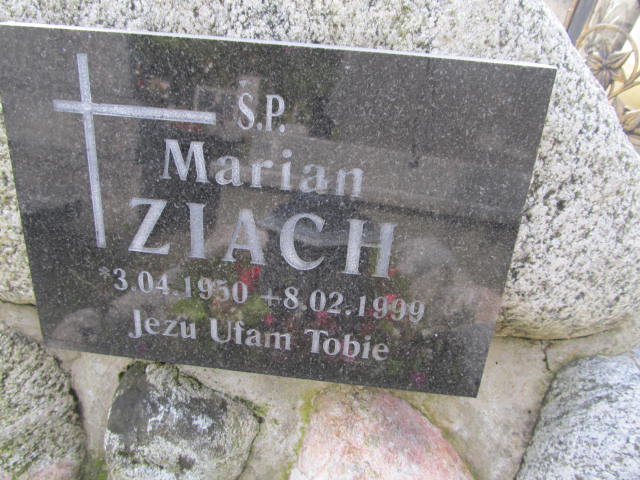 Ś.P.
Marian
ZIACH
*3.04.1950 +8.02.1999
Jezu Ufam Tobie